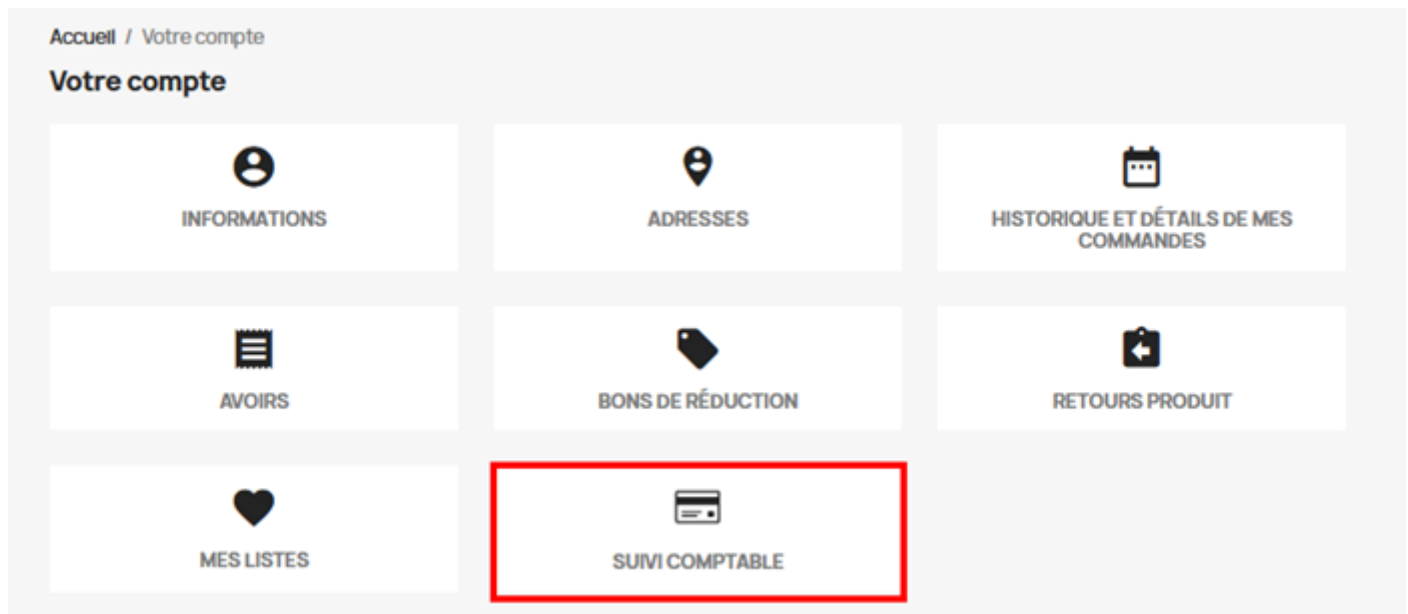 Accueil / Votre compte
Votre compte
INFORMATIONS
ADRESSES
HISTORIQUE ET DÉTAILS DE MES
COMMANDES
AVOIRS
BONS DE RÉDUCTION
RETOURS PRODUIT
MES LISTES
SUIVI COMPTABLE